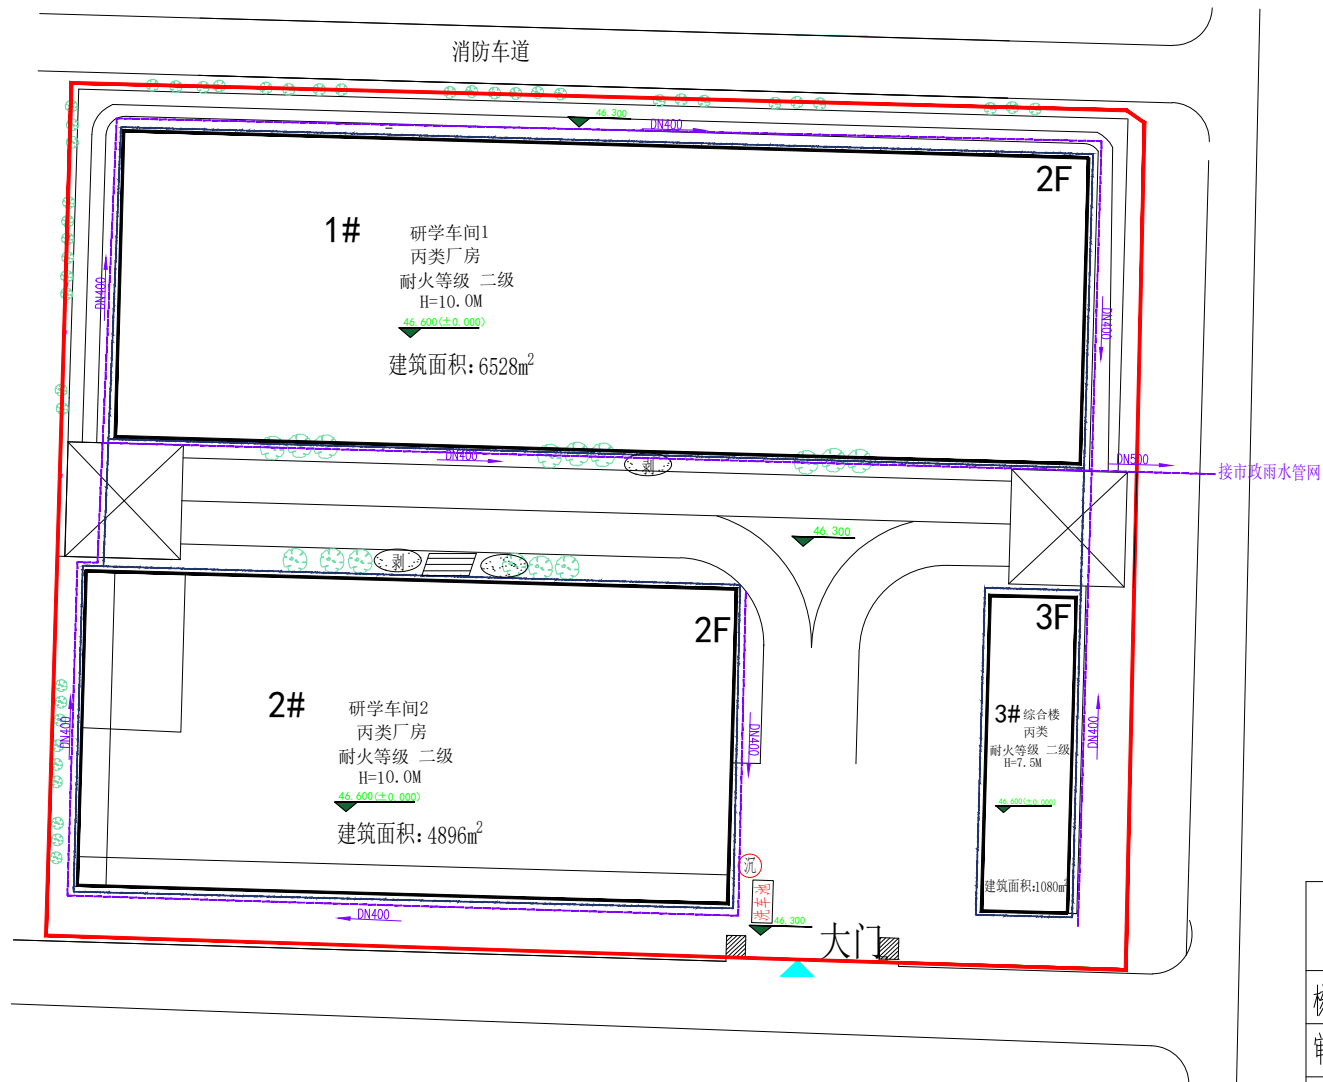 消防车道
46.300
DN400
2F
1#
研学车间1
丙类厂房
耐火等级 二级
H=10.0M
46.600(±0.000)
建筑面积:6528m²
DN400
DN400
DN400
剥
DN500
接市政雨水管网
46.300
剥
2F
3F
2#
研学车间2
丙类厂房
耐火等级 二级
H=10.0M
46.600(±0.000)
建筑面积:4896m²
DN400
DN400
3#
综合楼
丙类
耐火等级 二级
H=7.5M
46.600(±0.000)
建筑面积:1080m²
DN400
沉
洗车池
46.300
DN400
大门